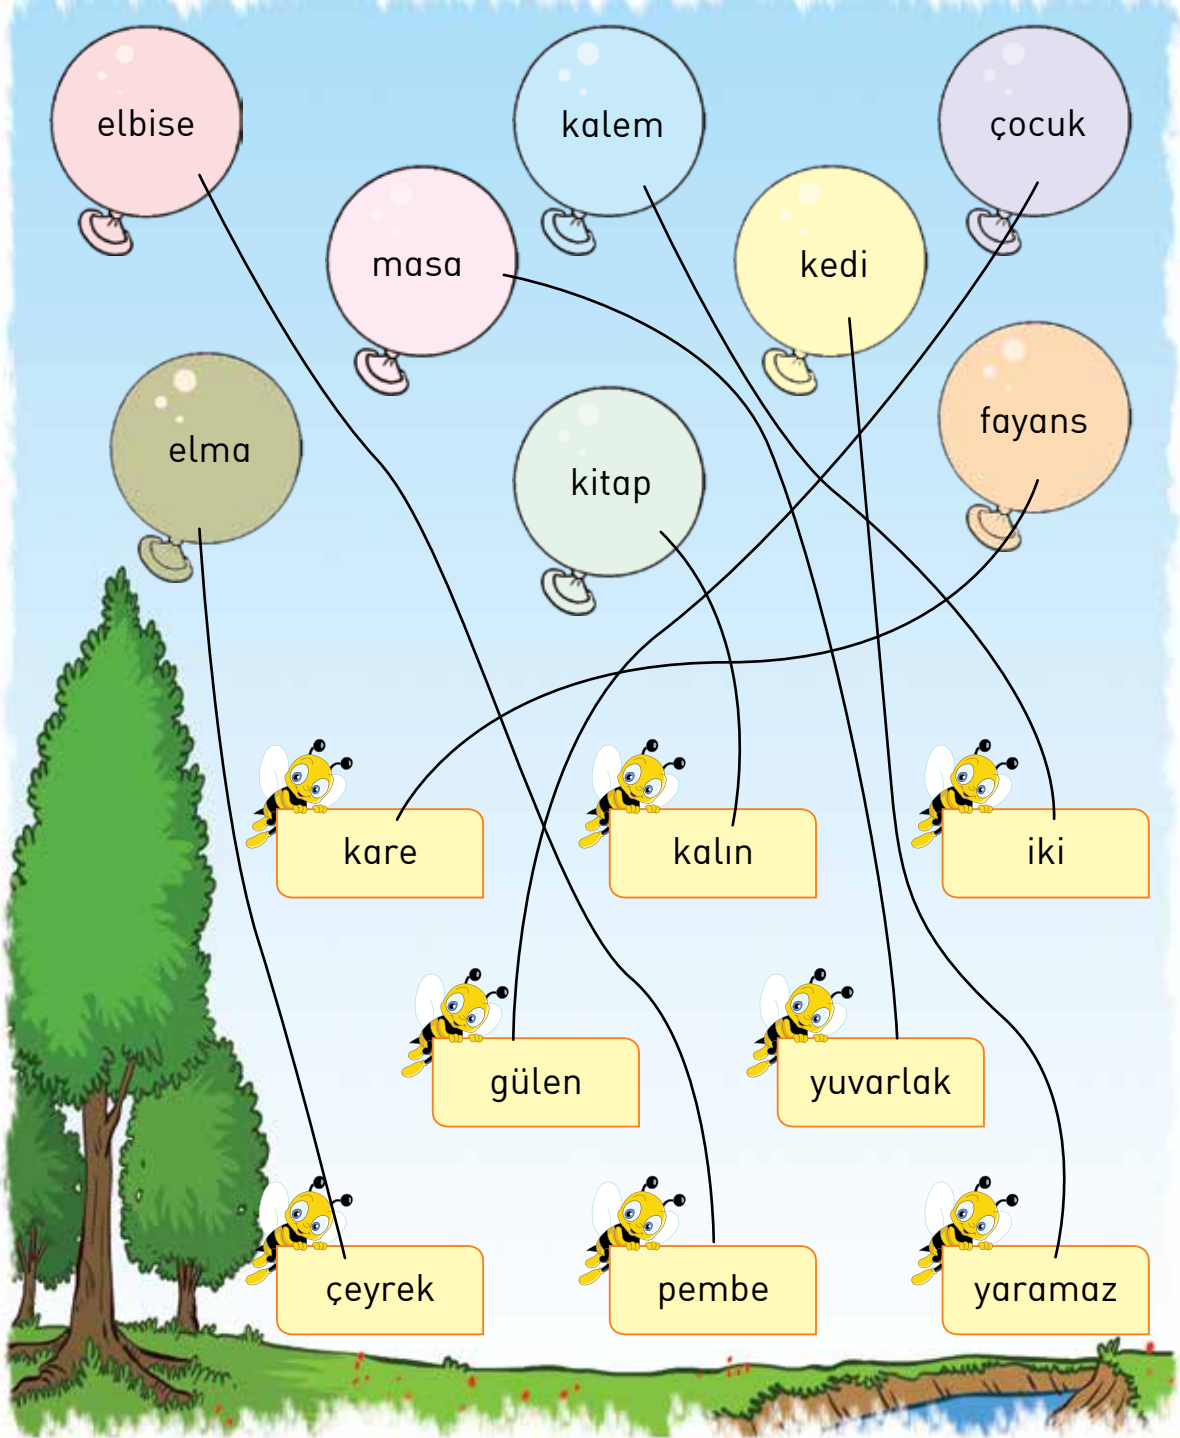 elbise
kalem
çocuk
masa
kedi
elma
kitap
fayans
kare
kalın
iki
gülen
yuvarlak
çeyrek
pembe
yaramaz